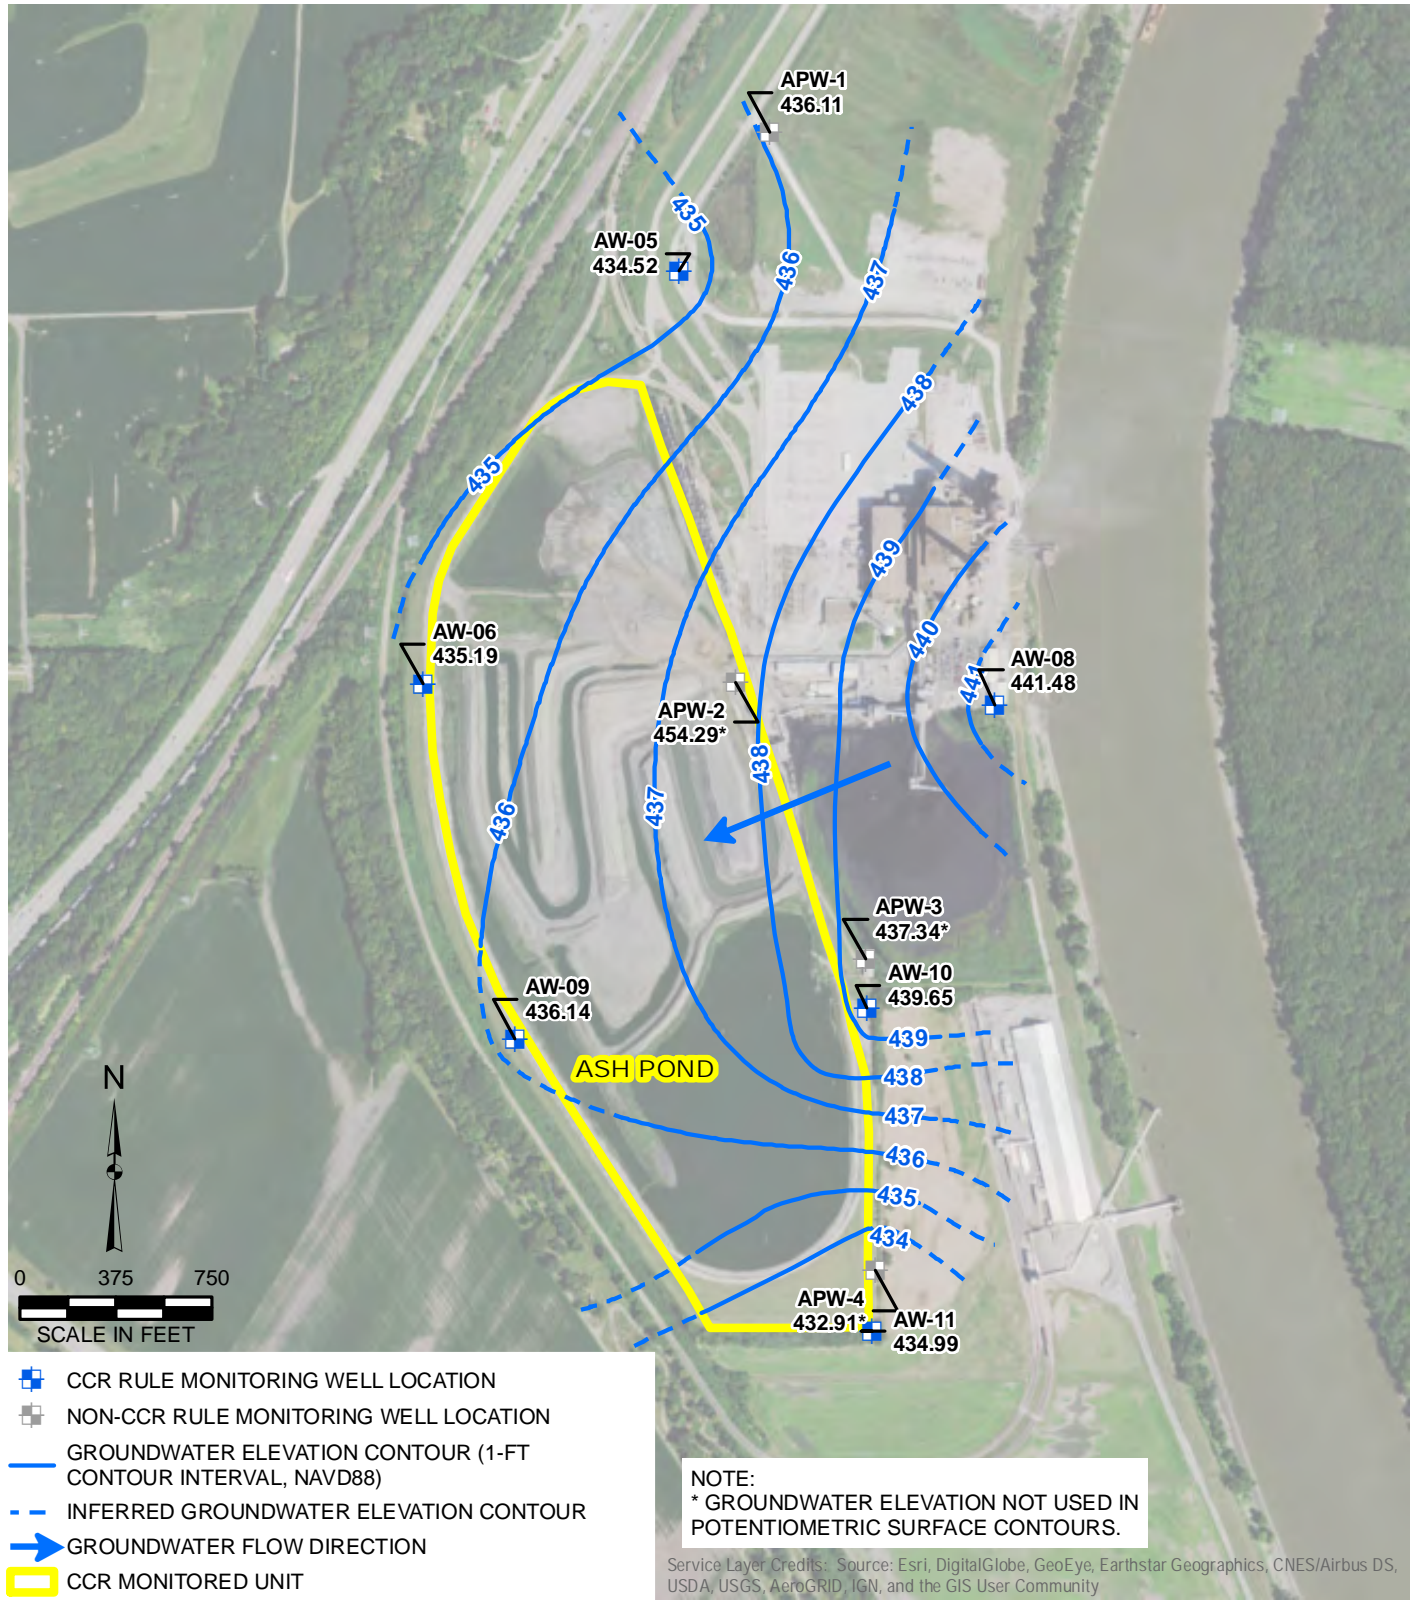 APW-1
436.11
435
AW-05
434.52
436
437
438
435
439
440
AW-06
435.19
AW-08
441.48
441
APW-2
454.29*
438
437
436
APW-3
437.34*
AW-10
439.65
AW-09
436.14
439
ASH POND
438
N
437
436
435
434
0 375 750
SCALE IN FEET
APW-4
432.91*
AW-11
434.99
CCR RULE MONITORING WELL LOCATION
NON-CCR RULE MONITORING WELL LOCATION
GROUNDWATER ELEVATION CONTOUR (1-FT
CONTOUR INTERVAL, NAVD88)
INFERRED GROUNDWATER ELEVATION CONTOUR
GROUNDWATER FLOW DIRECTION
CCR MONITORED UNIT
NOTE:
* GROUNDWATER ELEVATION NOT USED IN
POTENTIOMETRIC SURFACE CONTOURS.
Service Layer Credits: Source: Esri, DigitalGlobe, GeoEye, Earthstar Geographics, CNES/Airbus DS,
USDA, USGS, AeroGRID, IGN, and the GIS User Community